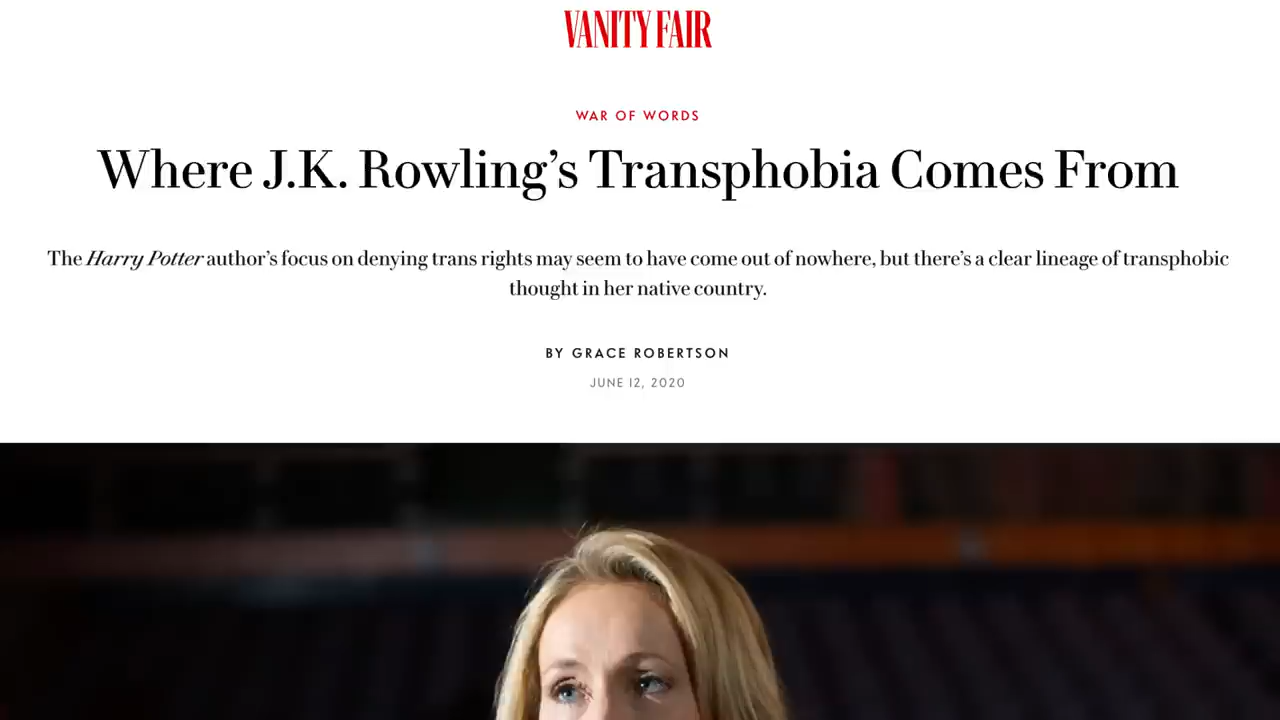 VANITY FAIR
WAR OF WORDS
Where J.K. Rowling’s Transphobia Comes From
The Harry Potter author’s focus on denying trans rights may seem to have come out of nowhere, but there’s a clear lineage of transphobic
thought in her native country.
BY GRACE ROBERTSON
JUNE 12, 2020